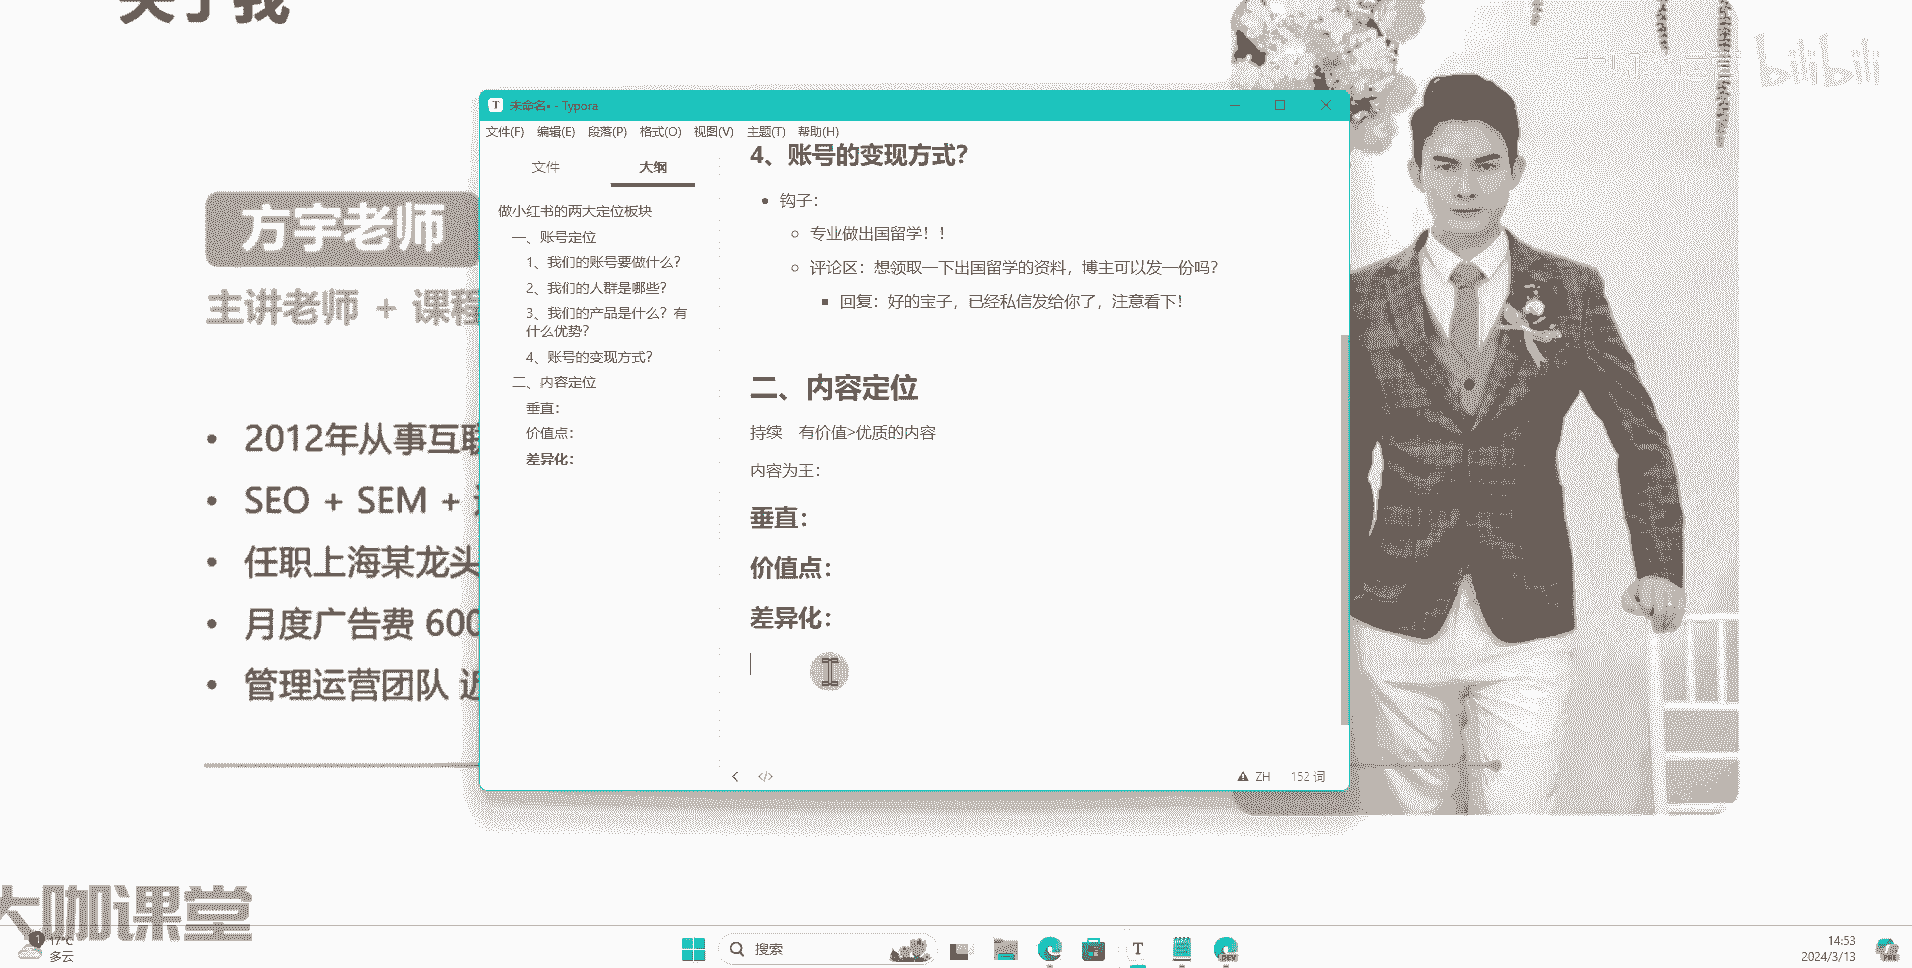 关于我
bilibili
未命名• - Typora
文件(F) 编辑(E) 段落(P) 格式(O) 视图(V) 主题(T) 帮助(H)
文件 大纲
做小红书的两大定位板块
一、账号定位
1、我们的账号要做什么？
2、我们的人群是哪些？
3、我们的产品是什么？有
什么优势？
4、账号的变现方式？
二、内容定位
垂直：
价值点：
差异化：
4、账号的变现方式？
钩子：
专业做出国留学！！
评论区：想领取一下出国留学的资料，博主可以发一份吗？
回复：好的宝子，已经私信发给你了，注意看下！
二、内容定位
持续 有价值>优质的内容
内容为王：
垂直：
价值点：
差异化：
ZH 152 词
方宇老师
主讲老师 + 课程
• 2012年从事互联
• SEO + SEM +
• 任职上海某龙头
• 月度广告费 600
• 管理运营团队 近
大咖课堂
1
17°C
多云
搜索
T
DEV
14:53
2024/3/13
PRE